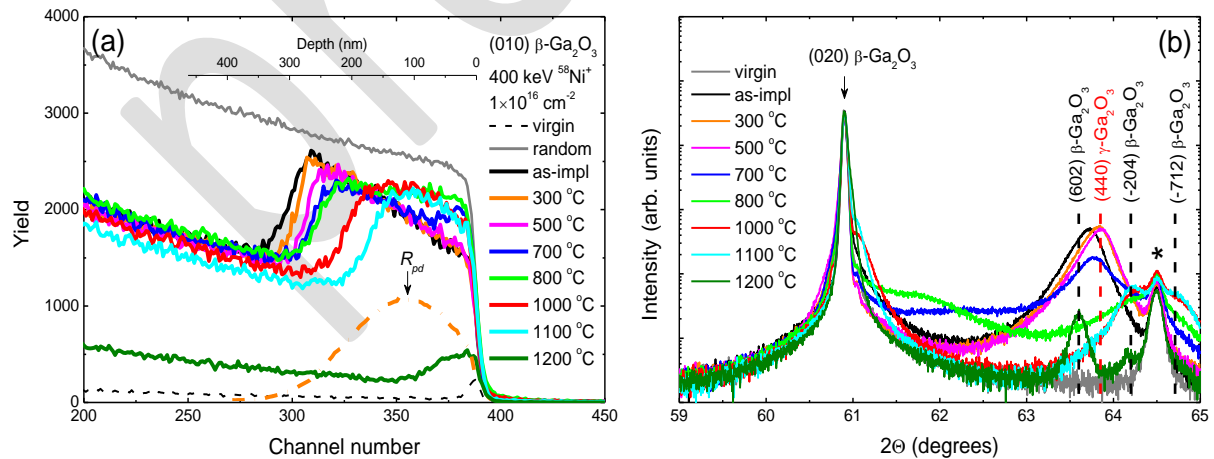 (a)
Depth (nm)
400 300 200 100 0
(010) β-Ga₂O₃
400 keV ⁵⁸Ni⁺
1×10¹⁶ cm⁻²
virgin
random
as-impl
300 °C
500 °C
700 °C
800 °C
1000 °C
1100 °C
1200 °C
Rpd
4000
3000
2000
1000
0
Yield
200 250 300 350 400 450
Channel number
(b)
(020) β-Ga₂O₃
virgin
as-impl
300 °C
500 °C
700 °C
800 °C
1000 °C
1100 °C
1200 °C
(602) β-Ga₂O₃
(440) γ-Ga₂O₃
(-204) β-Ga₂O₃
(-712) β-Ga₂O₃
*
Intensity (arb. units)
59 60 61 62 63 64 65
2Θ (degrees)